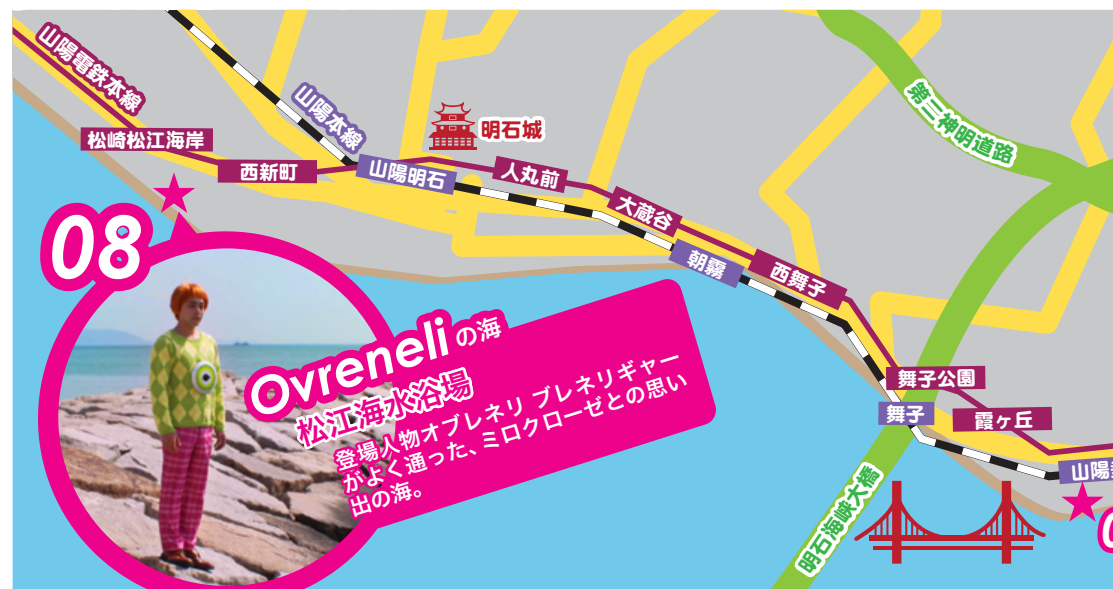 山陽電鉄本線
松崎松江海岸
西新町
山陽本線
山陽明石
明石城
人丸前
大蔵谷
朝霧
西舞子
第二神明道路
舞子公園
舞子
霞ヶ丘
山陽
明石海峡大橋
08
Ovreneliの海
松江海水浴場
登場人物オブレネリ ブレネリギャー
がよく通った、ミロクローゼとの思い
出の海。